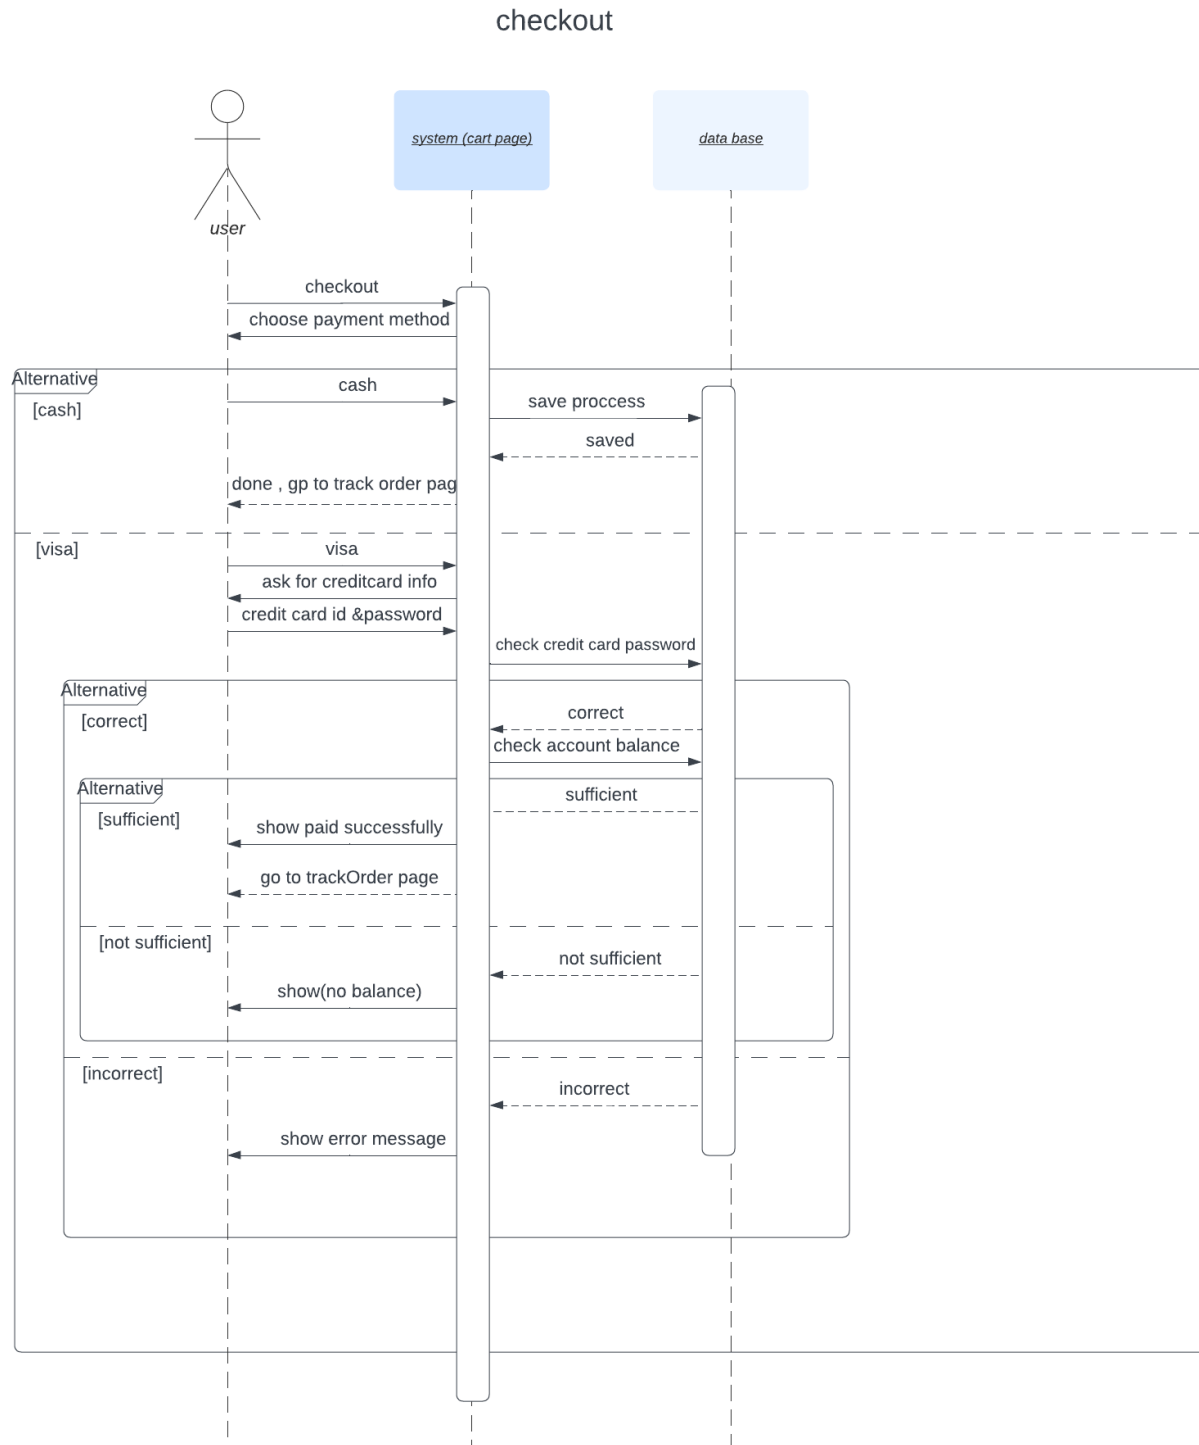 checkout
system (cart page)
data base
user
checkout
choose payment method
Alternative
[cash]
cash
save proccess
saved
done , gp to track order pag
[visa]
visa
ask for creditcard info
credit card id &password
check credit card password
Alternative
[correct]
correct
check account balance
Alternative
[sufficient]
sufficient
show paid successfully
go to trackOrder page
[not sufficient]
not sufficient
show(no balance)
[incorrect]
incorrect
show error message